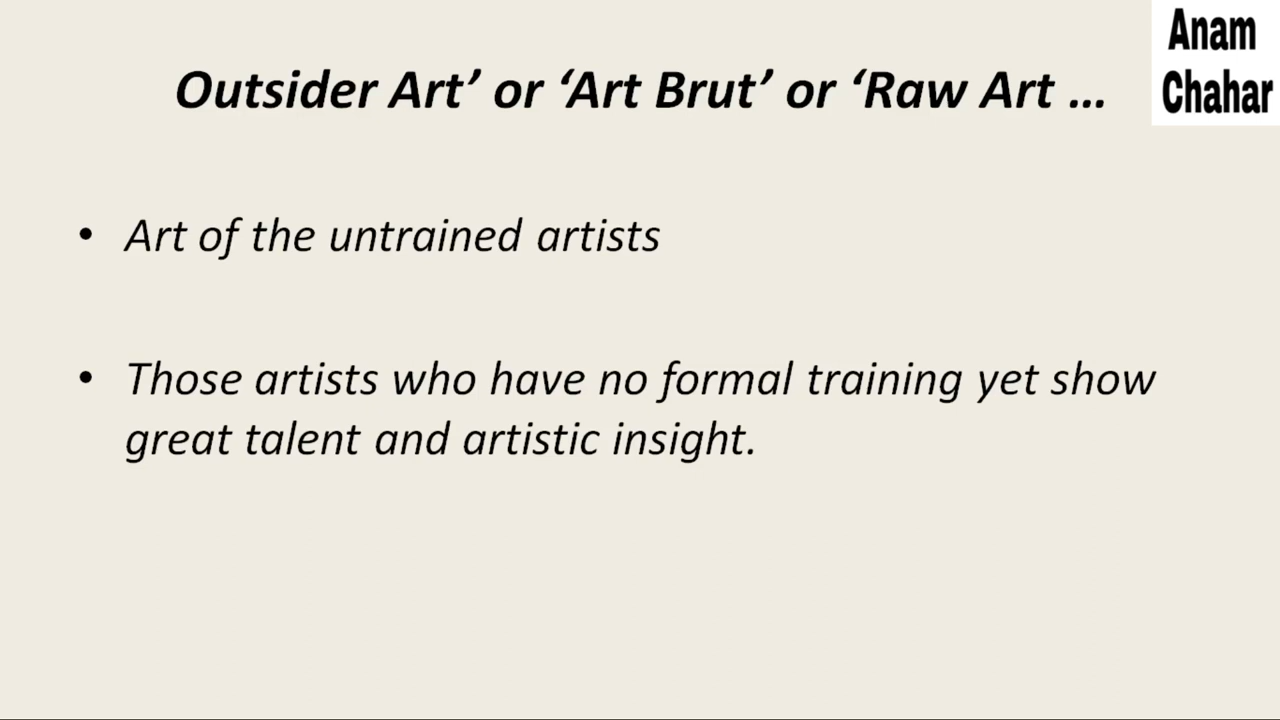 Outsider Art’ or ‘Art Brut’ or ‘Raw Art ...
Anam
Chahar
• Art of the untrained artists
• Those artists who have no formal training yet show
great talent and artistic insight.